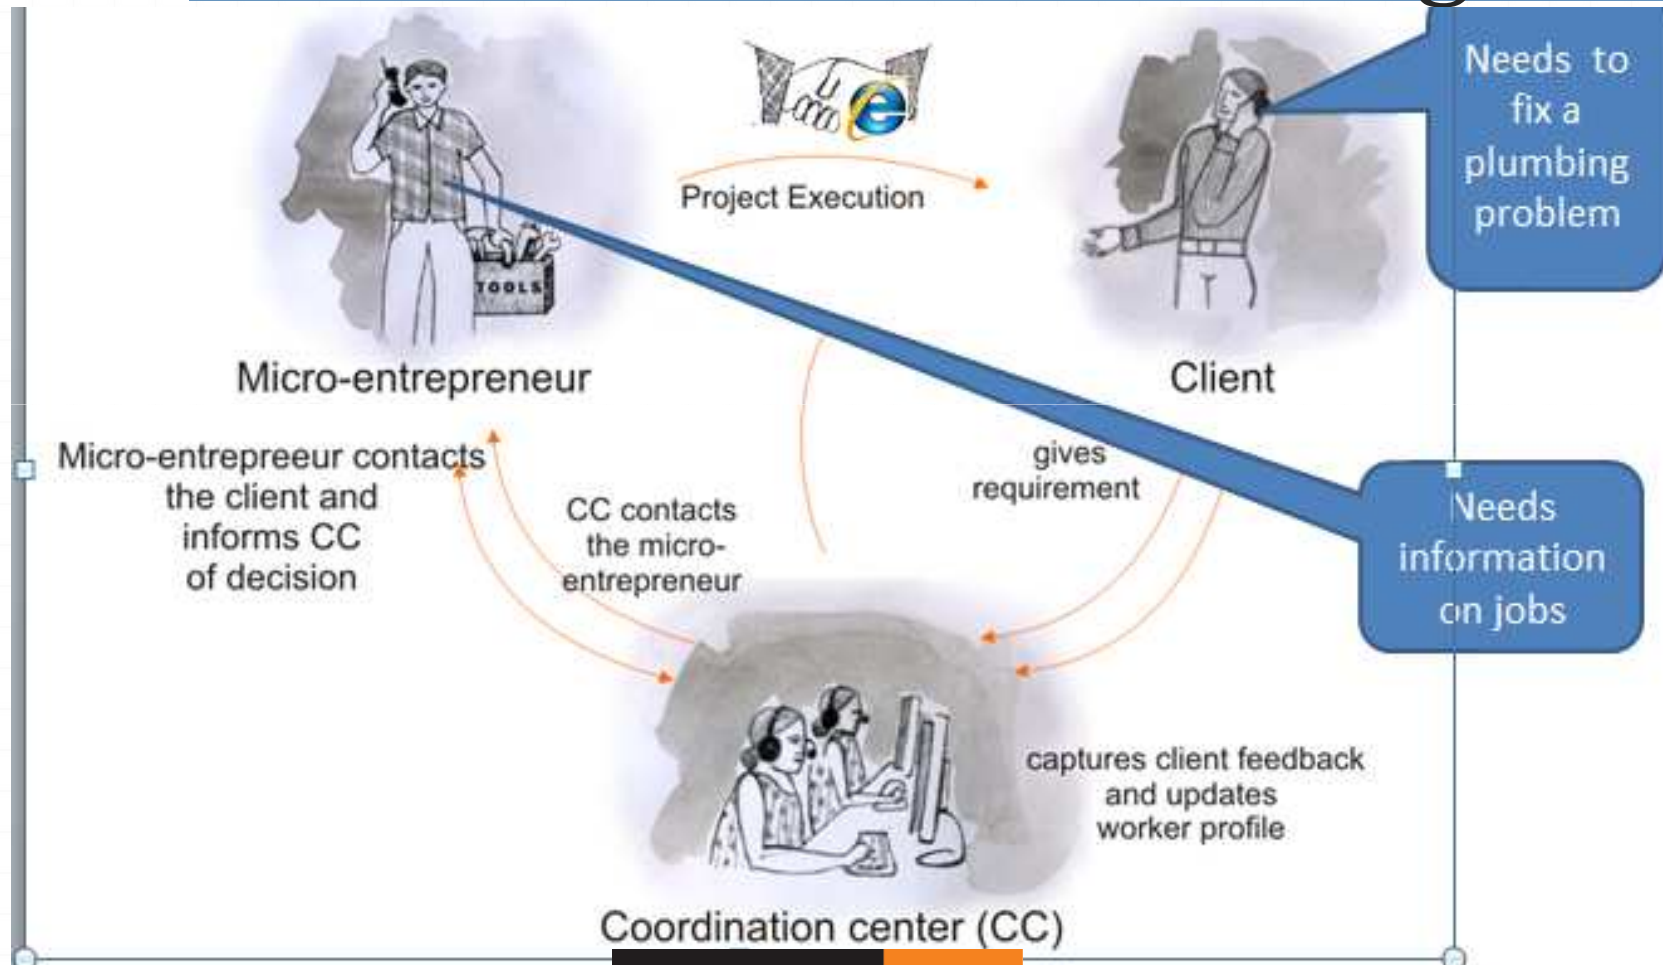 Needs to
fix a
plumbing
problem
Project Execution
TOOLS
Micro-entrepreneur
Client
Micro-entrepreeur contacts
the client and
informs CC
of decision
CC contacts
the micro-
entrepreneur
gives
requirement
Needs
information
on jobs
captures client feedback
and updates
worker profile
Coordination center (CC)